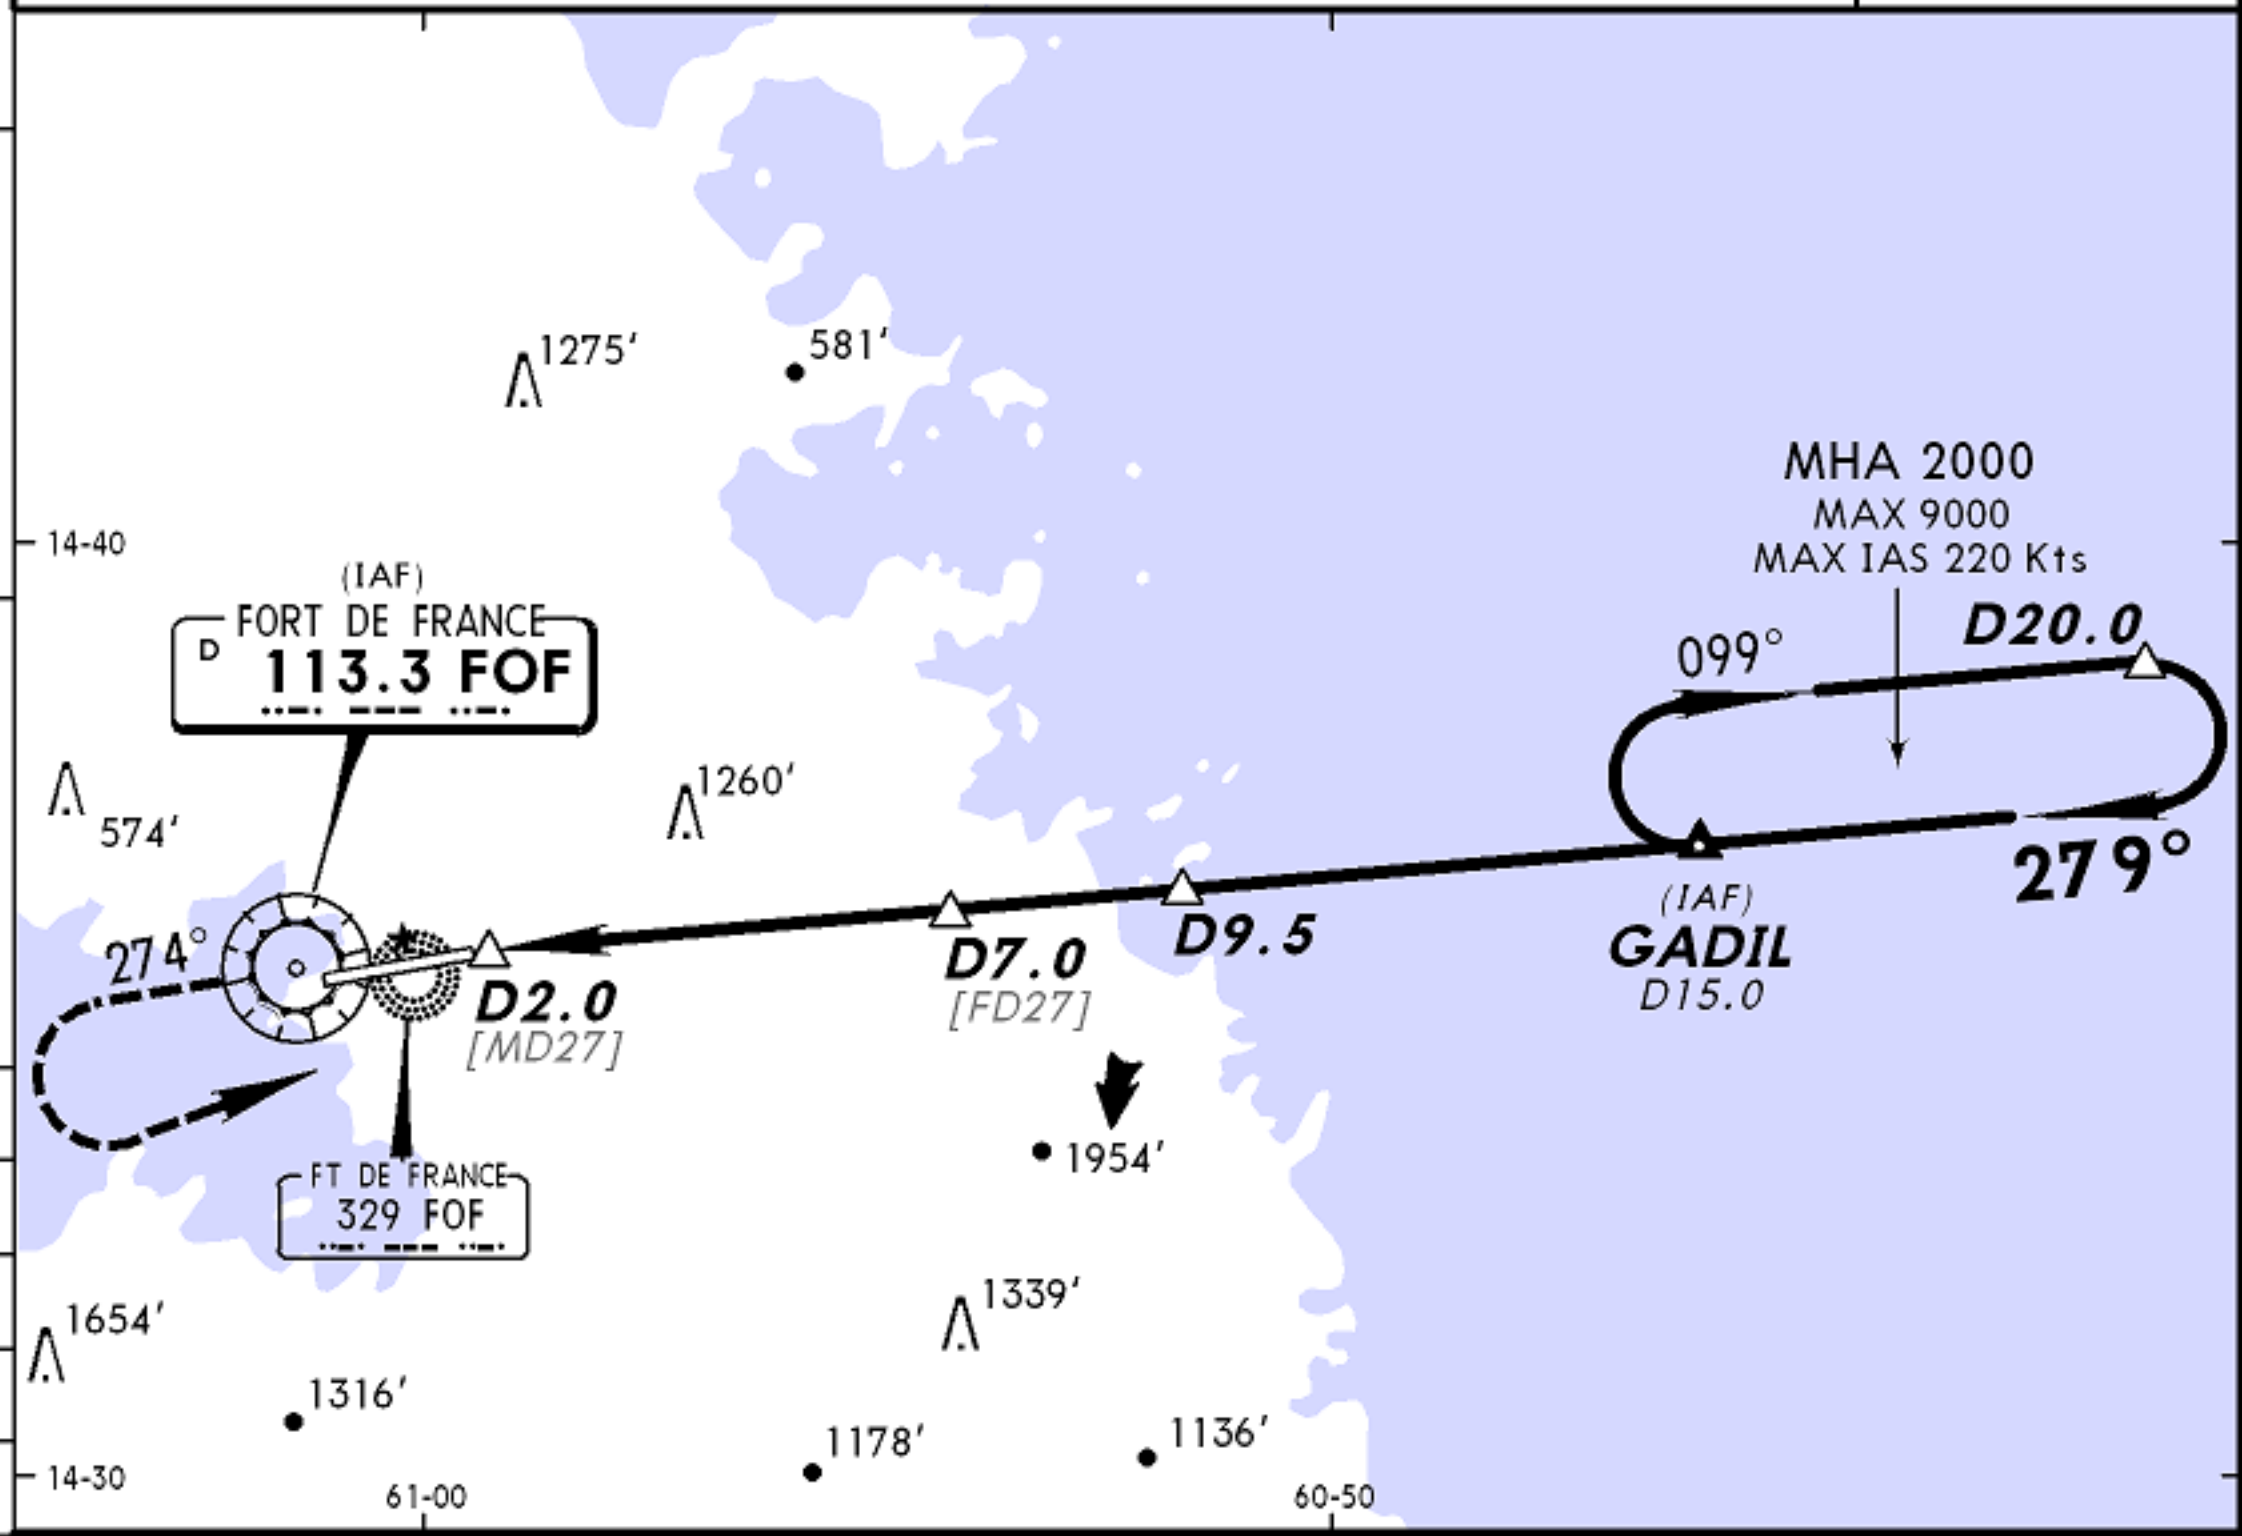 1275′
581′
MHA 2000
MAX 9000
MAX IAS 220 Kts
14-40
(IAF)
FORT DE FRANCE
D 113.3 FOF
D20.0
099°
574′
1260′
279°
(IAF)
GADIL
D15.0
274°
D9.5
D7.0
[FD27]
D2.0
[MD27]
1954′
FT DE FRANCE
329 FOF
1339′
1654′
1316′
1178′
1136′
14-30
61-00
60-50